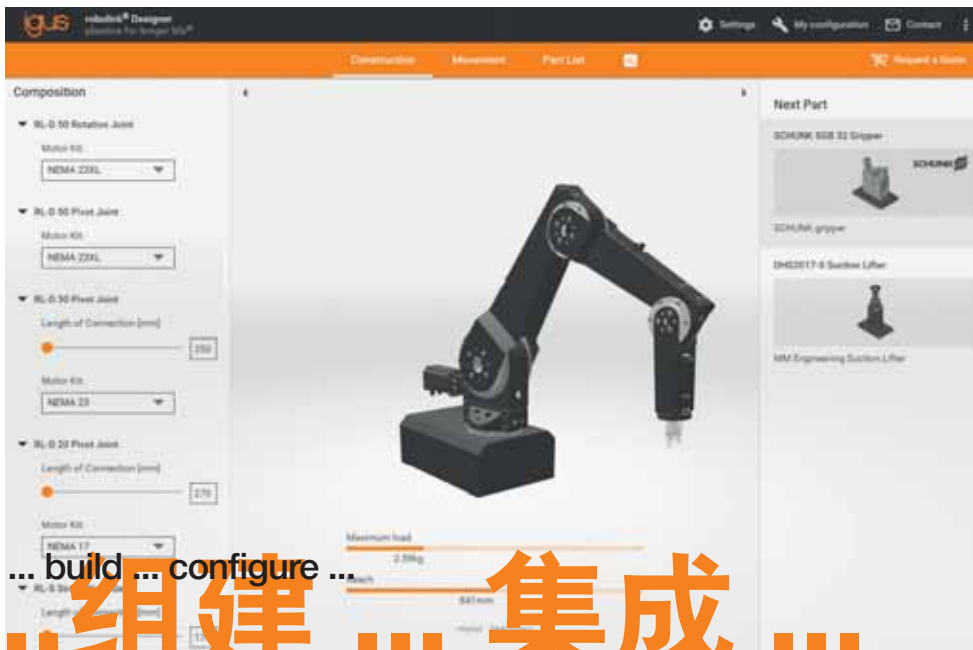 igus
robolink® Designer
plastics for longer life®
Settings
My configuration
Contact
Construction
Movement
Part List
Request a Quote
Composition
RL-D 50 Rotative Joint
Motor Kit
NEMA 23XL
RL-D 50 Pivot Joint
Motor Kit
NEMA 23XL
RL-D 30 Pivot Joint
Length of Connection [mm]
250
Motor Kit
NEMA 23
RL-D 20 Pivot Joint
Length of Connection [mm]
270
Motor Kit
NEMA 17
Next Part
SCHUNK SGB 32 Gripper
SCHUNK
SCHUNK gripper
DHS2017-S Suction Lifter
MM Engineering Suction Lifter
Maximum load
Reach
841mm
... build ... configure ...
...组建 ... 集成 ...